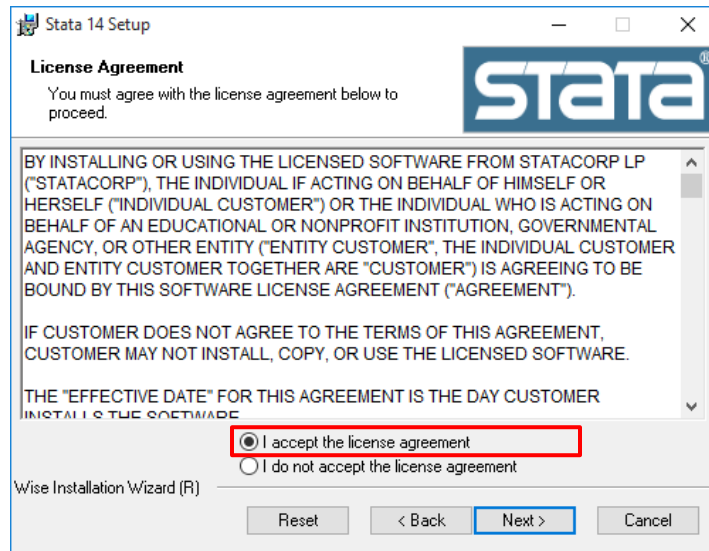 Stata 14 Setup
License Agreement
You must agree with the license agreement below to
proceed.
STATA®
BY INSTALLING OR USING THE LICENSED SOFTWARE FROM STATACORP LP
("STATACORP"), THE INDIVIDUAL IF ACTING ON BEHALF OF HIMSELF OR
HERSELF ("INDIVIDUAL CUSTOMER") OR THE INDIVIDUAL WHO IS ACTING ON
BEHALF OF AN EDUCATIONAL OR NONPROFIT INSTITUTION, GOVERNMENTAL
AGENCY, OR OTHER ENTITY ("ENTITY CUSTOMER", THE INDIVIDUAL CUSTOMER
AND ENTITY CUSTOMER TOGETHER ARE "CUSTOMER") IS AGREEING TO BE
BOUND BY THIS SOFTWARE LICENSE AGREEMENT ("AGREEMENT").
IF CUSTOMER DOES NOT AGREE TO THE TERMS OF THIS AGREEMENT,
CUSTOMER MAY NOT INSTALL, COPY, OR USE THE LICENSED SOFTWARE.
THE "EFFECTIVE DATE" FOR THIS AGREEMENT IS THE DAY CUSTOMER
INSTALLS THE SOFTWARE
I accept the license agreement
I do not accept the license agreement
Wise Installation Wizard (R)
Reset
< Back
Next >
Cancel